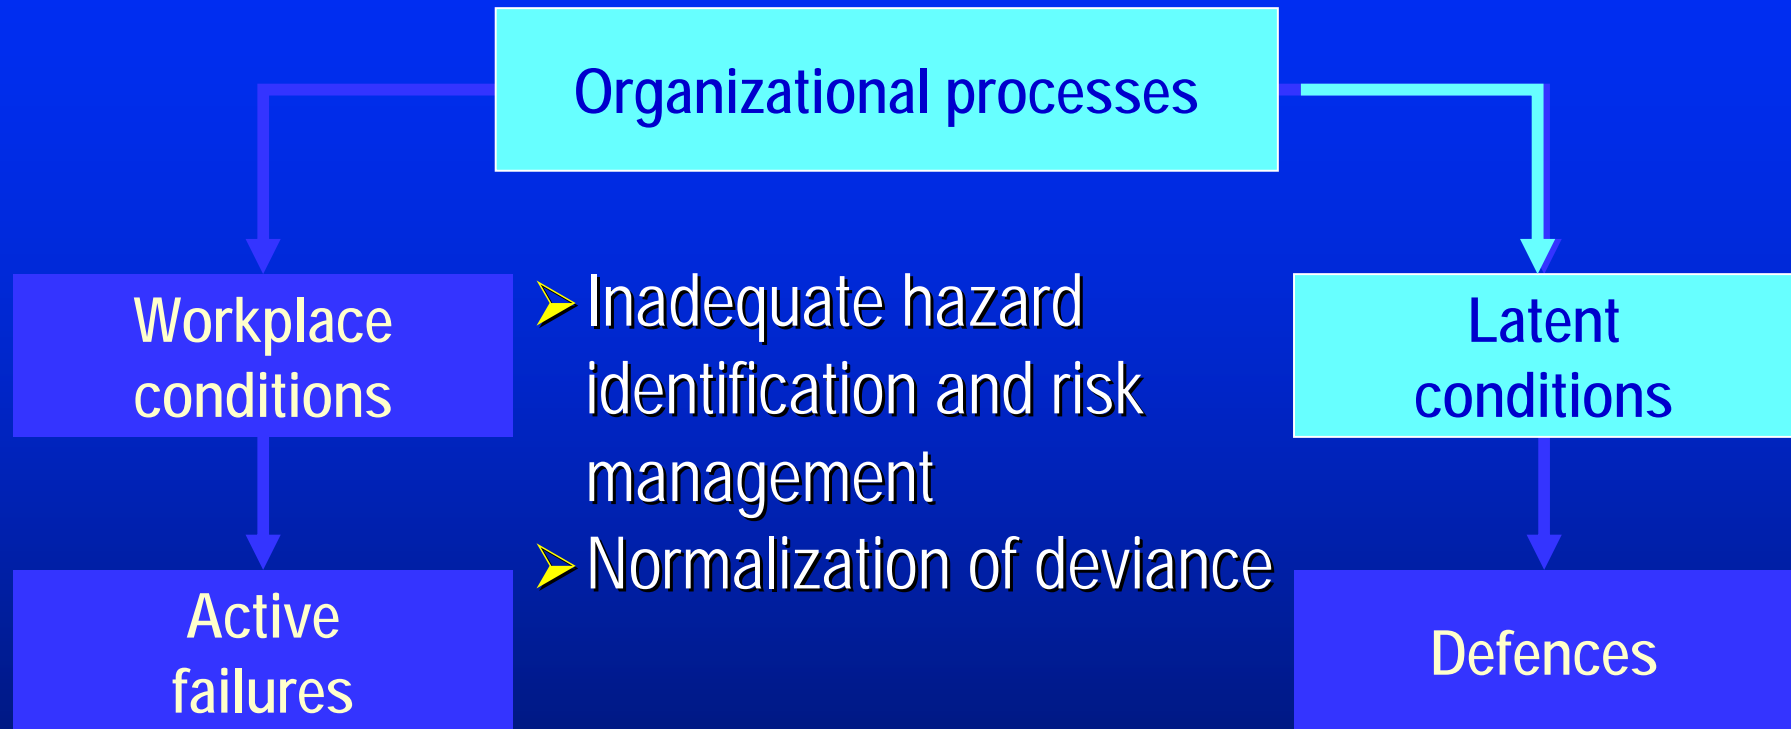 Organizational processes
Workplace
conditions
➢ Inadequate hazard
identification and risk
management
➢ Normalization of deviance
Latent
conditions
Active
failures
Defences